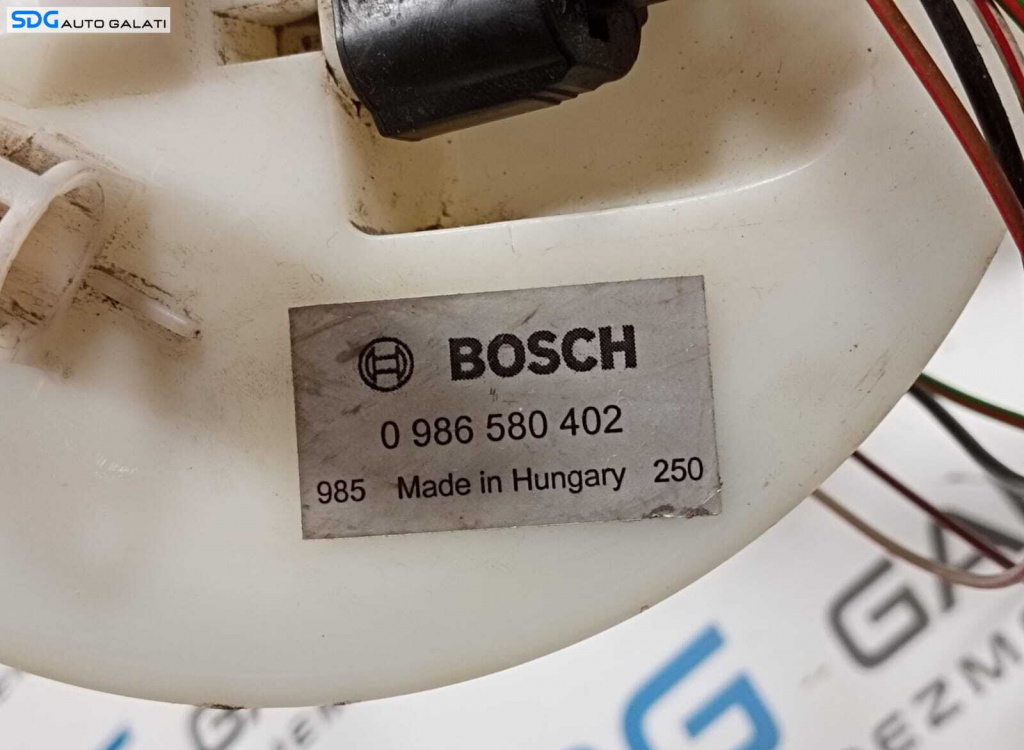 SDG AUTO GALATI
BOSCH
0 986 580 402
985 Made in Hungary 250